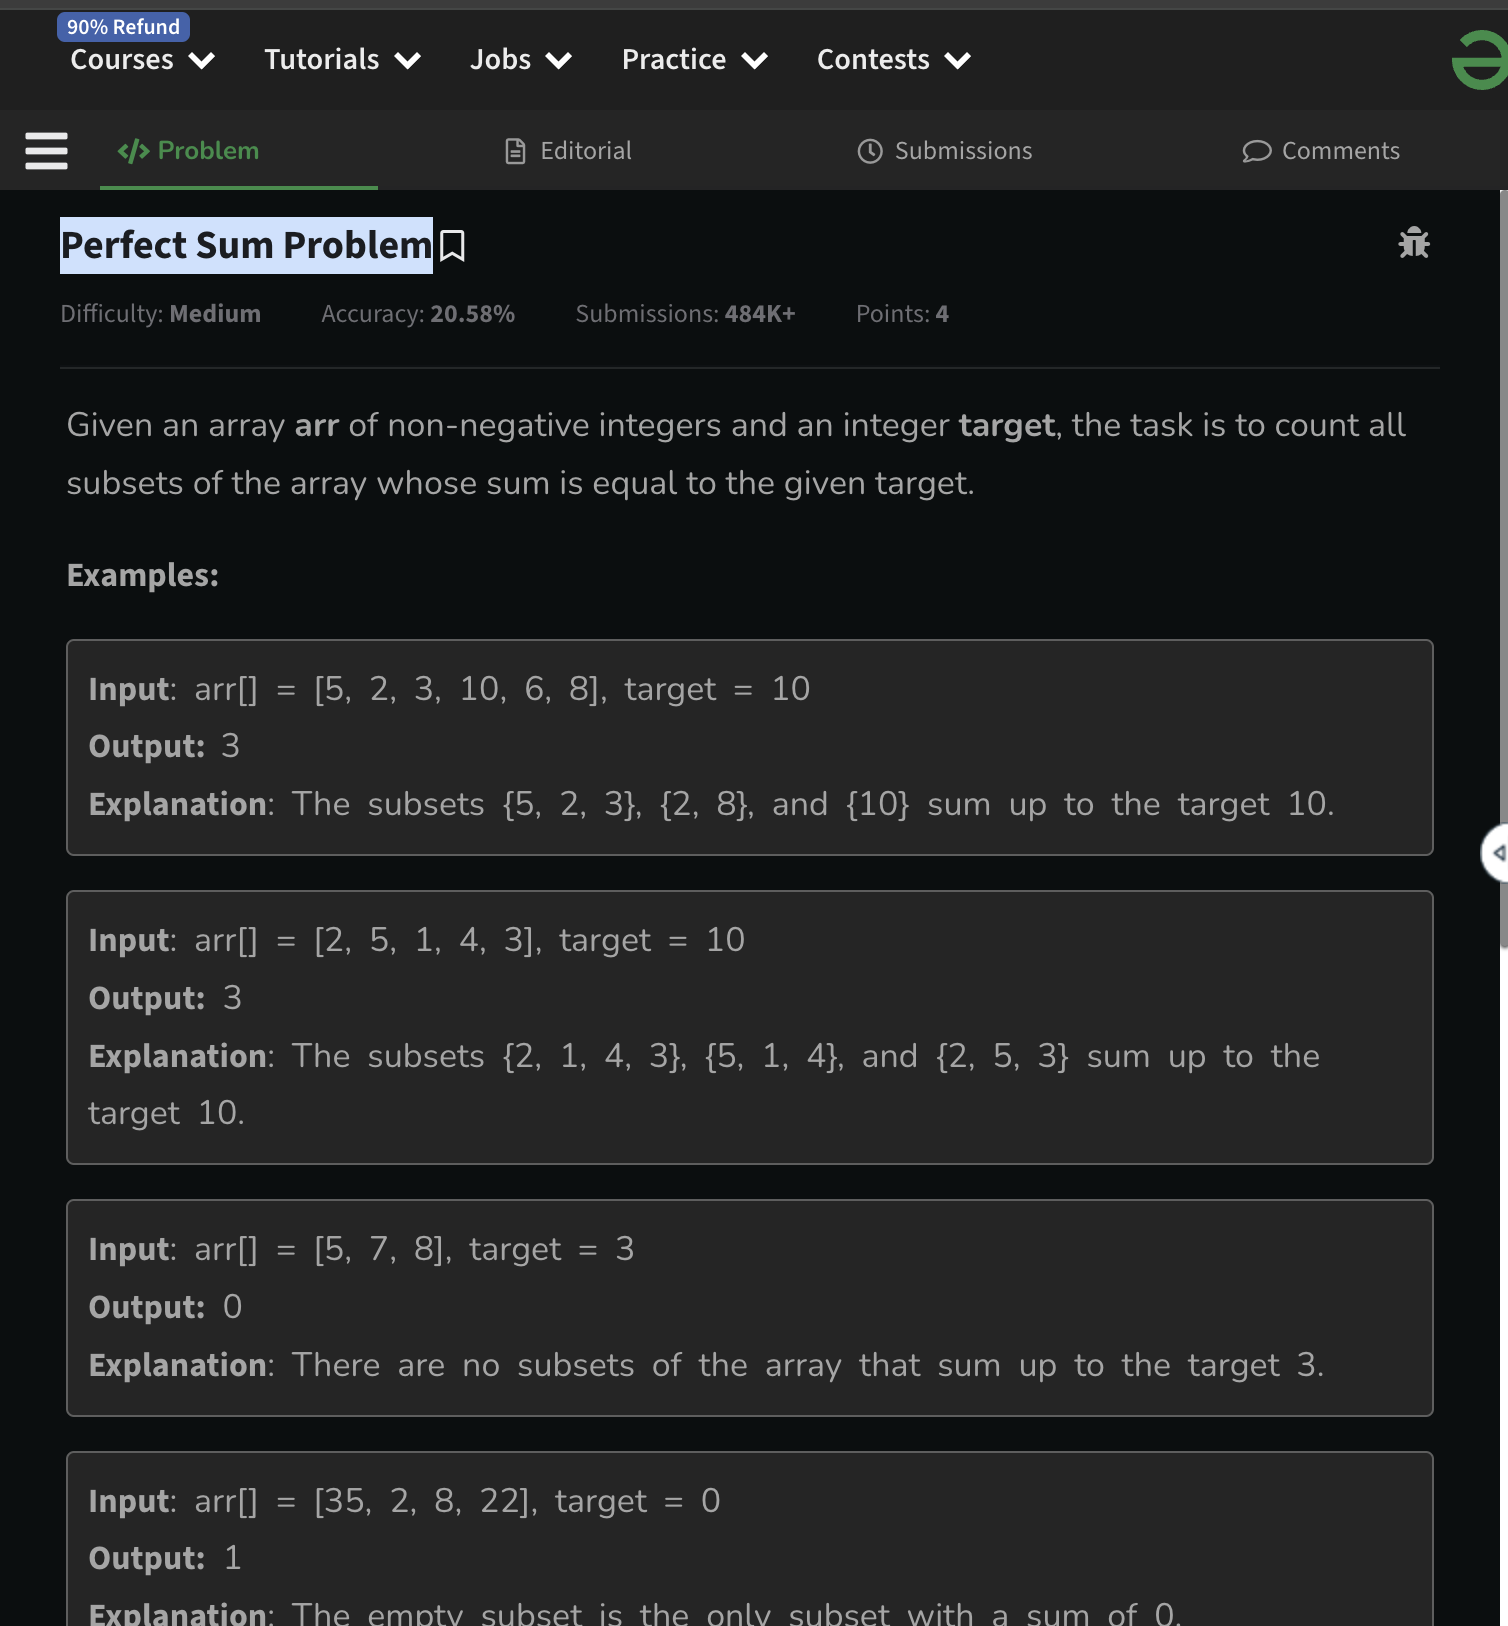 90% Refund
Courses Tutorials Jobs Practice Contests
</> Problem Editorial Submissions Comments
Perfect Sum Problem
Difficulty: Medium Accuracy: 20.58% Submissions: 484K+ Points: 4
Given an array arr of non-negative integers and an integer target, the task is to count all
subsets of the array whose sum is equal to the given target.
Examples:
Input: arr[] = [5, 2, 3, 10, 6, 8], target = 10
Output: 3
Explanation: The subsets {5, 2, 3}, {2, 8}, and {10} sum up to the target 10.
Input: arr[] = [2, 5, 1, 4, 3], target = 10
Output: 3
Explanation: The subsets {2, 1, 4, 3}, {5, 1, 4}, and {2, 5, 3} sum up to the
target 10.
Input: arr[] = [5, 7, 8], target = 3
Output: 0
Explanation: There are no subsets of the array that sum up to the target 3.
Input: arr[] = [35, 2, 8, 22], target = 0
Output: 1
Explanation: The empty subset is the only subset with a sum of 0.